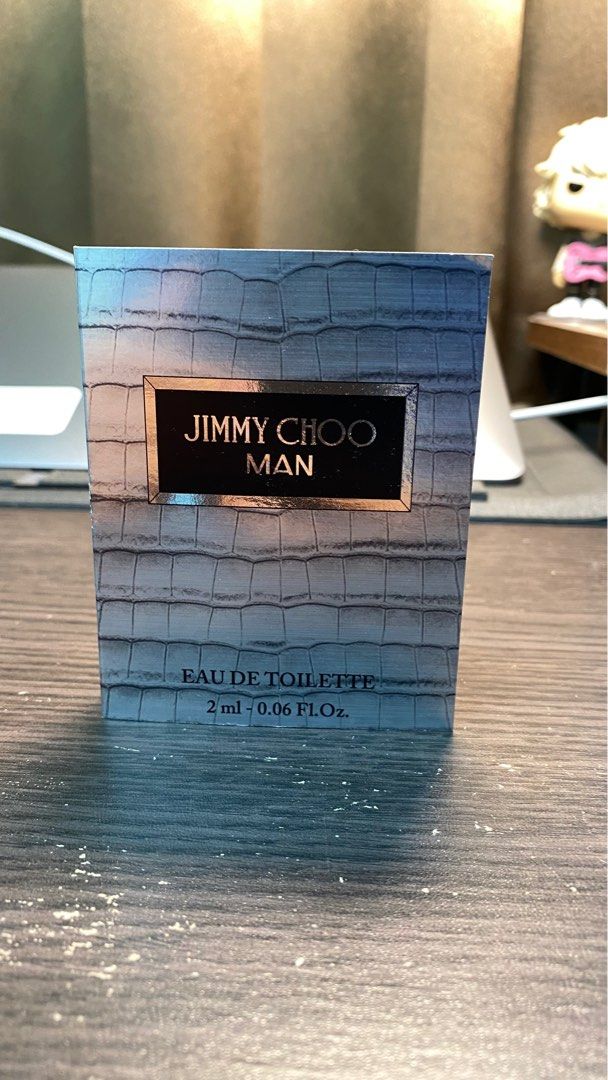 JIMMY CHOO
MAN
EAU DE TOILETTE
2 ml - 0.06 Fl.Oz.